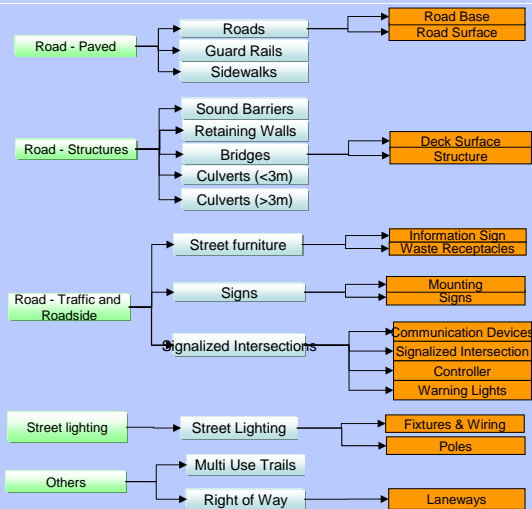 Road - Paved
Roads
Guard Rails
Sidewalks
Road Base
Road Surface
Road - Structures
Sound Barriers
Retaining Walls
Bridges
Culverts (<3m)
Culverts (>3m)
Deck Surface
Structure
Road - Traffic and
Roadside
Street furniture
Information Sign
Waste Receptacles
Signs
Mounting
Signs
Signalized Intersections
Communication Devices
Signalized Intersection
Controller
Warning Lights
Street lighting
Street Lighting
Fixtures & Wiring
Poles
Others
Multi Use Trails
Right of Way
Laneways